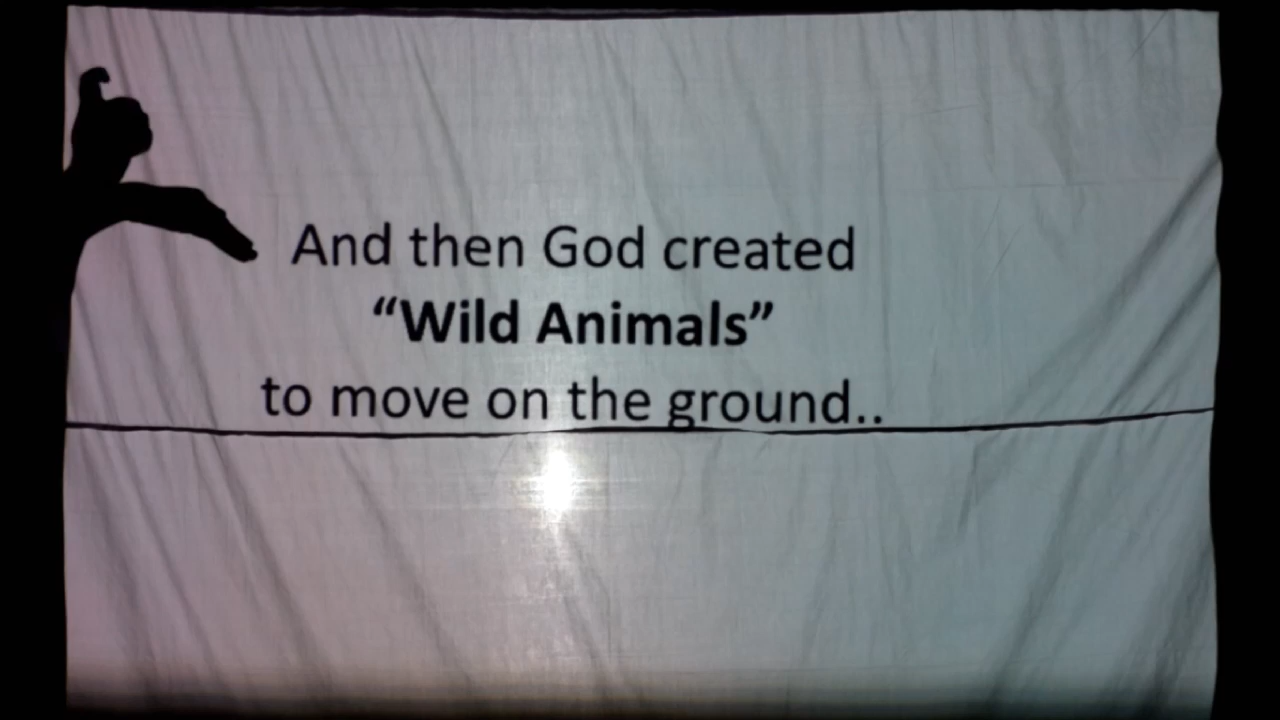 And then God created
“Wild Animals”
to move on the ground..